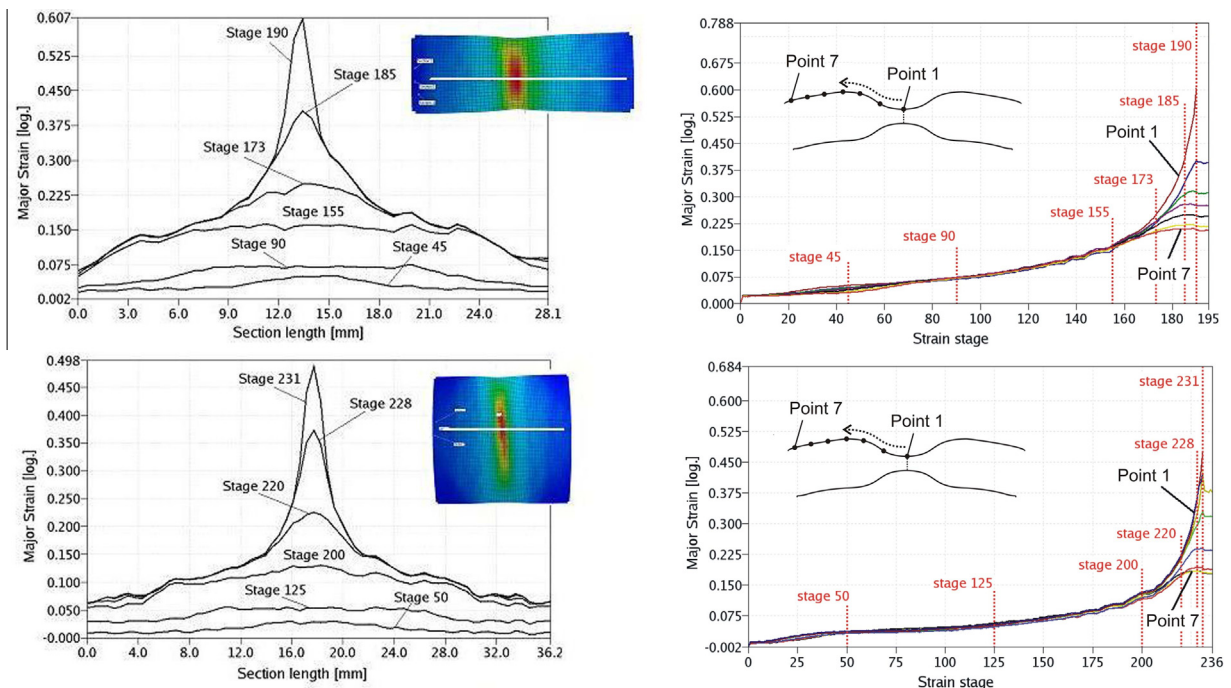 0.607
0.525
0.450
0.375
0.300
0.225
0.150
0.075
0.002
Major Strain [log.]
Stage 190
Stage 185
Stage 173
Stage 155
Stage 90
Stage 45
0.0 3.0 6.0 9.0 12.0 15.0 18.0 21.0 24.0 28.1
Section length [mm]
0.788
0.675
0.600
0.525
0.450
0.375
0.300
0.225
0.150
0.075
0.000
Major Strain [log.]
Point 7
Point 1
stage 190
stage 185
Point 1
stage 173
stage 155
stage 90
stage 45
Point 7
0 20 40 60 80 100 120 140 160 180 195
Strain stage
0.498
0.450
0.400
0.350
0.300
0.250
0.200
0.150
0.100
0.050
-0.000
Major Strain [log.]
Stage 231
Stage 228
Stage 220
Stage 200
Stage 125
Stage 50
0.0 4.0 8.0 12.0 16.0 20.0 24.0 28.0 32.0 36.2
Section length [mm]
0.684
0.600
0.525
0.450
0.375
0.300
0.225
0.150
0.075
-0.002
Major Strain [log.]
Point 7
Point 1
stage 231
stage 228
Point 1
stage 220
stage 200
stage 125
stage 50
Point 7
0 25 50 75 100 125 150 175 200 236
Strain stage